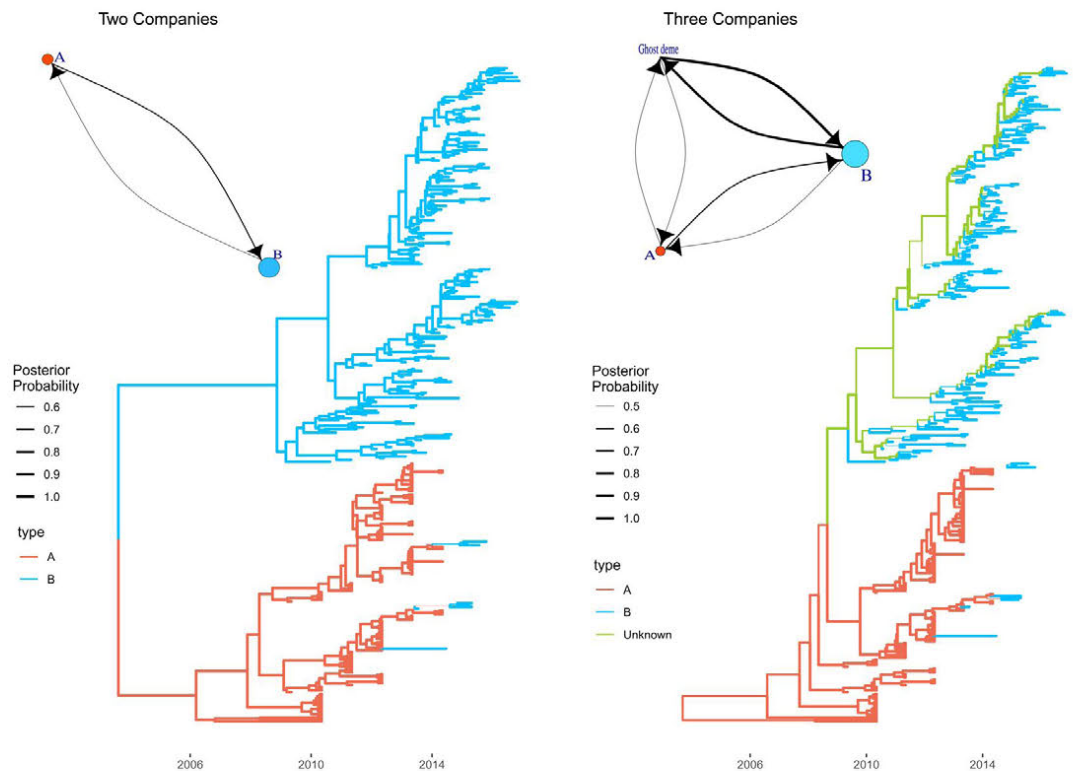 Two Companies
A
B
Posterior
Probability
0.6
0.7
0.8
0.9
1.0
type
A
B
2006
2010
2014
Three Companies
Ghost deme
B
A
Posterior
Probability
0.5
0.6
0.7
0.8
0.9
1.0
type
A
B
Unknown
2006
2010
2014